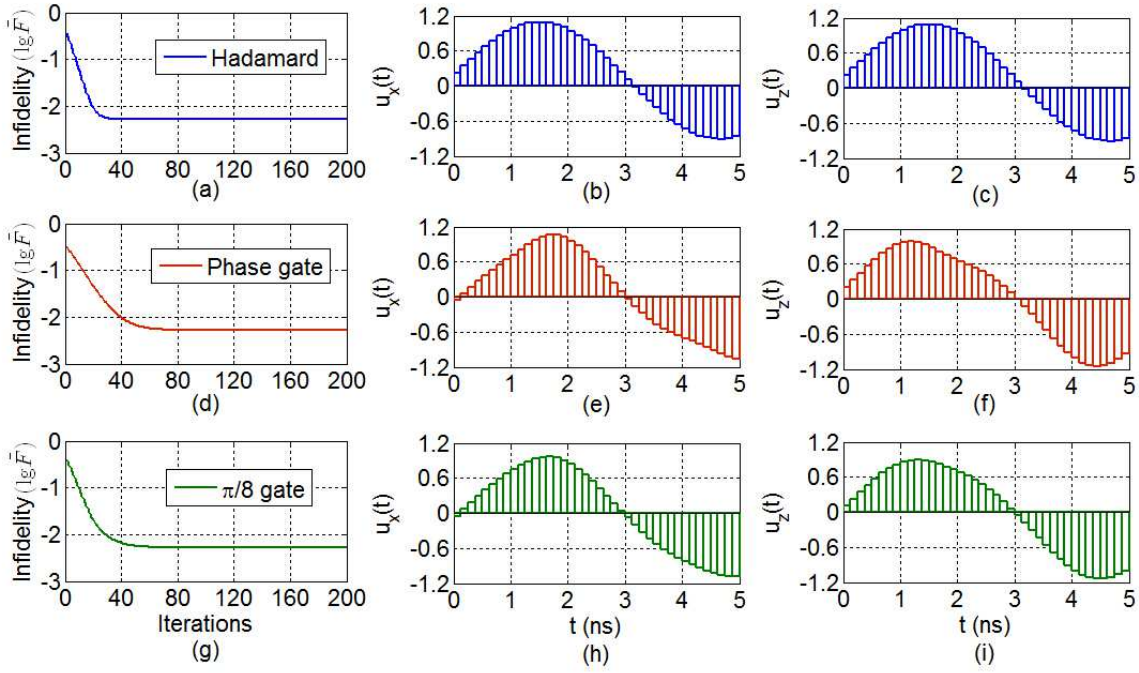 Infidelity (lg F̄)
0
-1
-2
-3
Hadamard
0 40 80 120 160 200
(a)
u_x(t)
1.2
0.6
0
-0.6
-1.2
0 1 2 3 4 5
(b)
u_z(t)
1.2
0.6
0
-0.6
-1.2
0 1 2 3 4 5
(c)
Infidelity (lg F̄)
0
-1
-2
-3
Phase gate
0 40 80 120 160 200
(d)
u_x(t)
1.2
0.6
0
-0.6
-1.2
0 1 2 3 4 5
(e)
u_z(t)
1.2
0.6
0
-0.6
-1.2
0 1 2 3 4 5
(f)
Infidelity (lg F̄)
0
-1
-2
-3
π/8 gate
0 40 80 120 160 200
Iterations
(g)
u_x(t)
1.2
0.6
0
-0.6
-1.2
0 1 2 3 4 5
t (ns)
(h)
u_z(t)
1.2
0.6
0
-0.6
-1.2
0 1 2 3 4 5
t (ns)
(i)